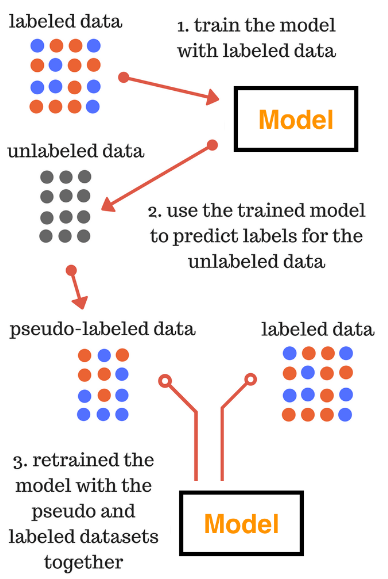 labeled data
1. train the model
with labeled data
Model
unlabeled data
2. use the trained model
to predict labels for the
unlabeled data
pseudo-labeled data
labeled data
3. retrained the
model with the
pseudo and
labeled datasets
together
Model